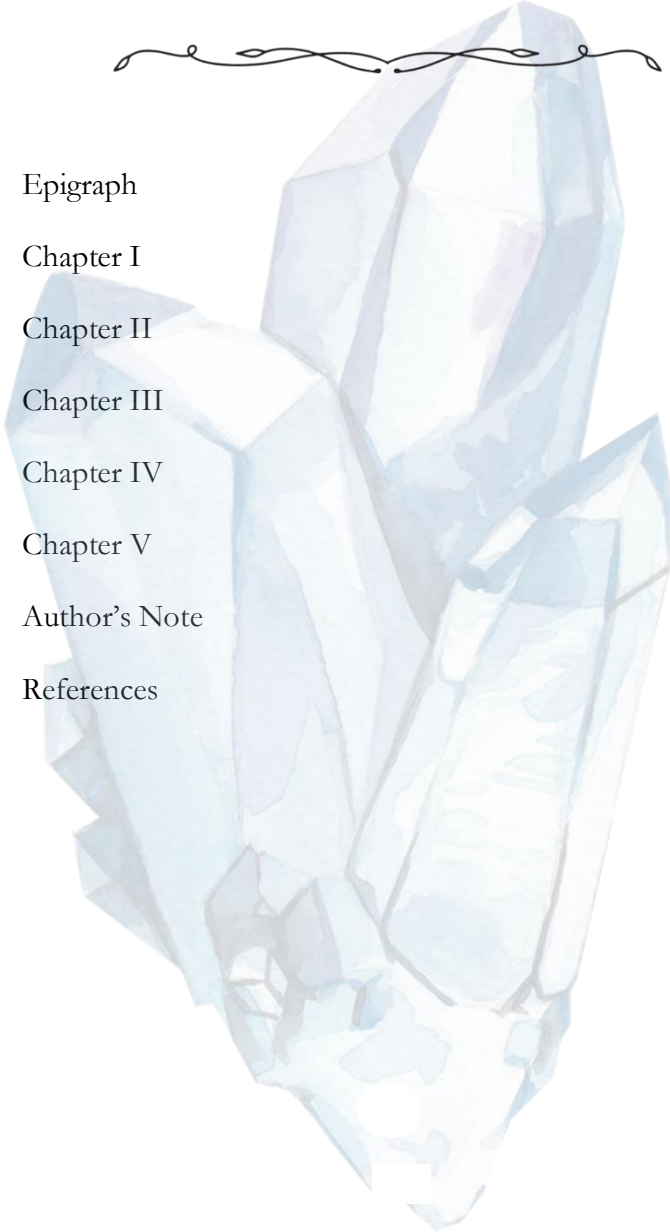 Epigraph
Chapter I
Chapter II
Chapter III
Chapter IV
Chapter V
Author’s Note
References